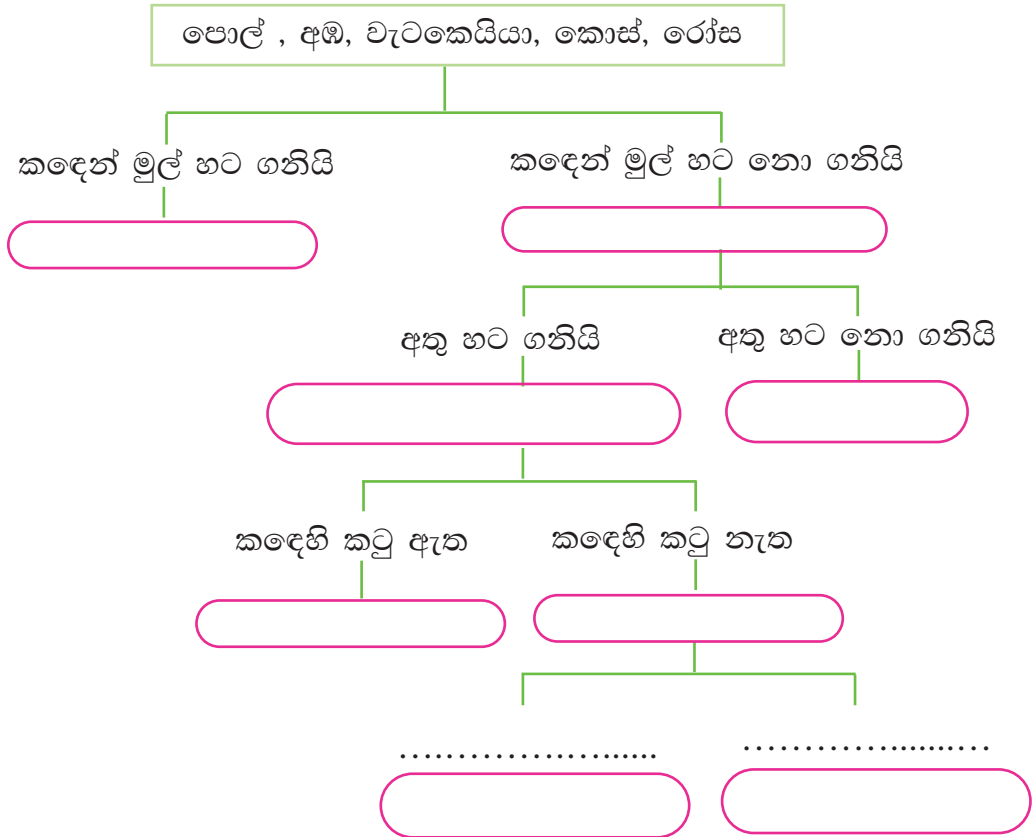 පොල් , අඹ, වැටකෙයියා, කොස්, රෝස
කඳෙන් මුල් හට ගනියි
කඳෙන් මුල් හට නො ගනියි
අතු හට ගනියි
අතු හට නො ගනියි
කඳෙහි කටු ඇත
කඳෙහි කටු නැත
..........................
..........................